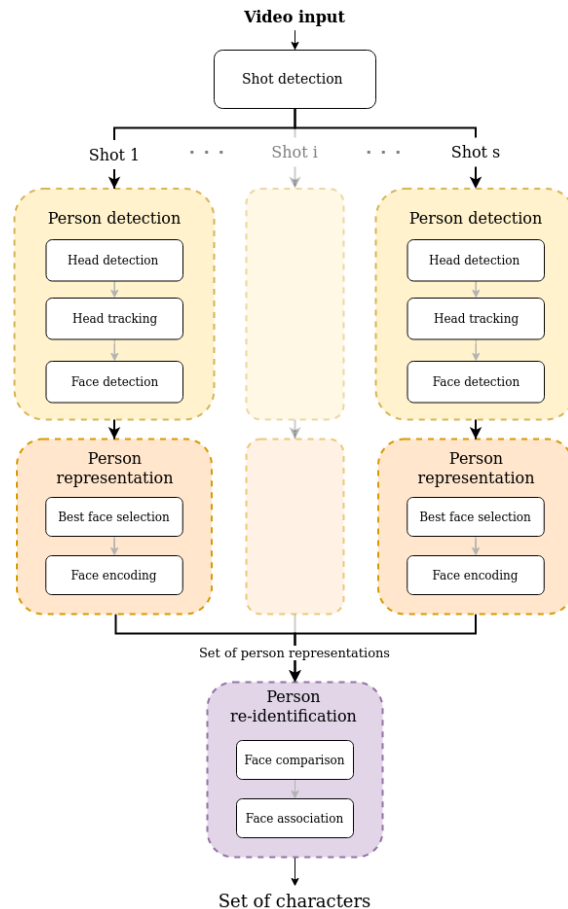 Video input
Shot detection
Shot 1
· · ·
Shot i
· · ·
Shot s
Person detection
Head detection
Head tracking
Face detection
Person detection
Head detection
Head tracking
Face detection
Person
representation
Best face selection
Face encoding
Person
representation
Best face selection
Face encoding
Set of person representations
Person
re-identification
Face comparison
Face association
Set of characters